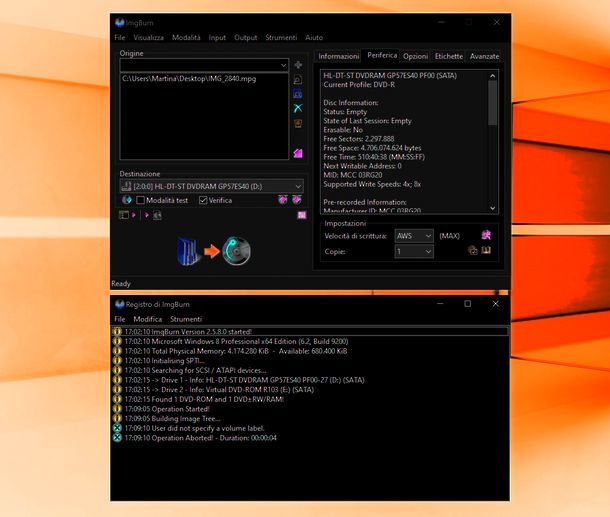 ImgBurn
File Visualizza Modalità Input Output Strumenti Aiuto
Origine
C:\Users\Martina\Desktop\IMG_2840.mpg
Destinazione
[2:0:0] HL-DT-ST DVDRAM GP57ES40 (D:)
Modalità test Verifica
Informazioni Periferica Opzioni Etichette Avanzate
HL-DT-ST DVDRAM GP57ES40 PF00 (SATA)
Current Profile: DVD-R
Disc Information:
Status: Empty
State of Last Session: Empty
Erasable: No
Free Sectors: 2.297.888
Free Space: 4.706.074.624 bytes
Free Time: 510:40:38 (MM:SS:FF)
Next Writable Address: 0
MID: MCC 03RG20
Supported Write Speeds: 4x; 8x
Pre-recorded Information:
Manufacturer ID: MCC 03RG20
Impostazioni
Velocità di scrittura: AWS (MAX)
Copie: 1
Ready
Registro di ImgBurn
File Modifica Strumenti
17:02:10 ImgBurn Version 2.5.8.0 started!
17:02:10 Microsoft Windows 8 Professional x64 Edition (6.2, Build 9200)
17:02:10 Total Physical Memory: 4.174.280 KiB - Available: 680.400 KiB
17:02:10 Initialising SPTI...
17:02:10 Searching for SCSI / ATAPI devices...
17:02:15 -> Drive 1 - Info: HL-DT-ST DVDRAM GP57ES40 PF00-27 (D:) (SATA)
17:02:15 -> Drive 2 - Info: Virtual DVD-ROM R103 (E:) (SATA)
17:02:15 Found 1 DVD-ROM and 1 DVD±RW/RAM!
17:09:05 Operation Started!
17:09:05 Building Image Tree...
17:09:10 User did not specify a volume label.
17:09:10 Operation Aborted! - Duration: 00:00:04